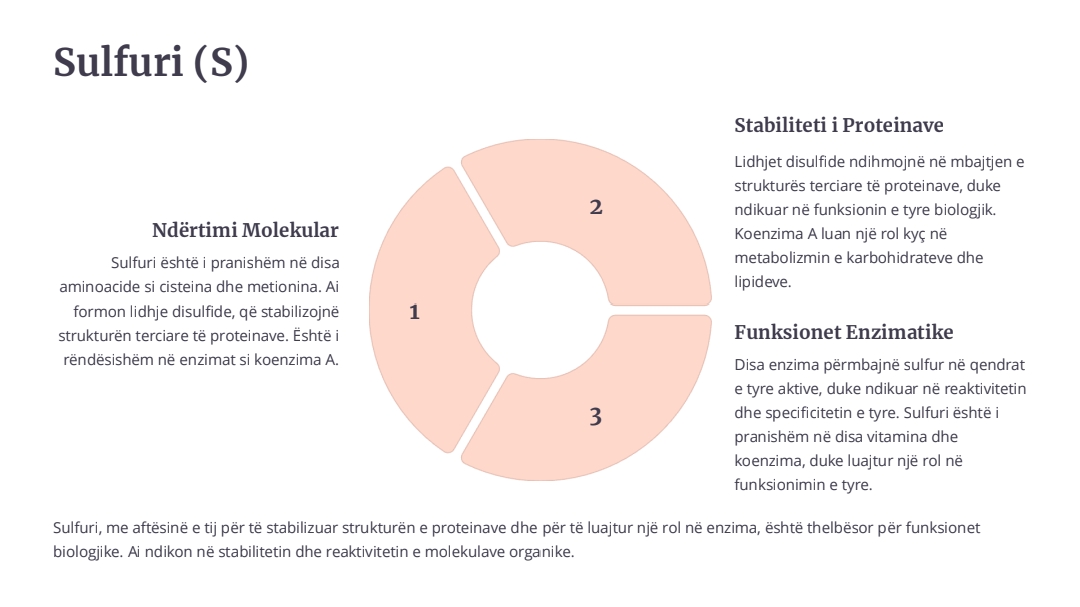 Sulfuri (S)
Ndërtimi Molekular
Sulfuri është i pranishëm në disa
aminoacide si cisteina dhe metionina. Ai
formon lidhje disulfide, që stabilizojnë
strukturën terciare të proteinave. Është i
rëndësishëm në enzimat si koenzima A.
1
2
3
Stabiliteti i Proteinave
Lidhjet disulfide ndihmojnë në mbajtjen e
strukturës terciare të proteinave, duke
ndikuar në funksionin e tyre biologjik.
Koenzima A luan një rol kyç në
metabolizmin e karbohidrateve dhe
lipideve.
Funksionet Enzimatike
Disa enzima përmbajnë sulfur në qendrat
e tyre aktive, duke ndikuar në reaktivitetin
dhe specificitetin e tyre. Sulfuri është i
pranishëm në disa vitamina dhe
koenzima, duke luajtur një rol në
funksionimin e tyre.
Sulfuri, me aftësinë e tij për të stabilizuar strukturën e proteinave dhe për të luajtur një rol në enzima, është thelbësor për funksionet
biologjike. Ai ndikon në stabilitetin dhe reaktivitetin e molekulave organike.